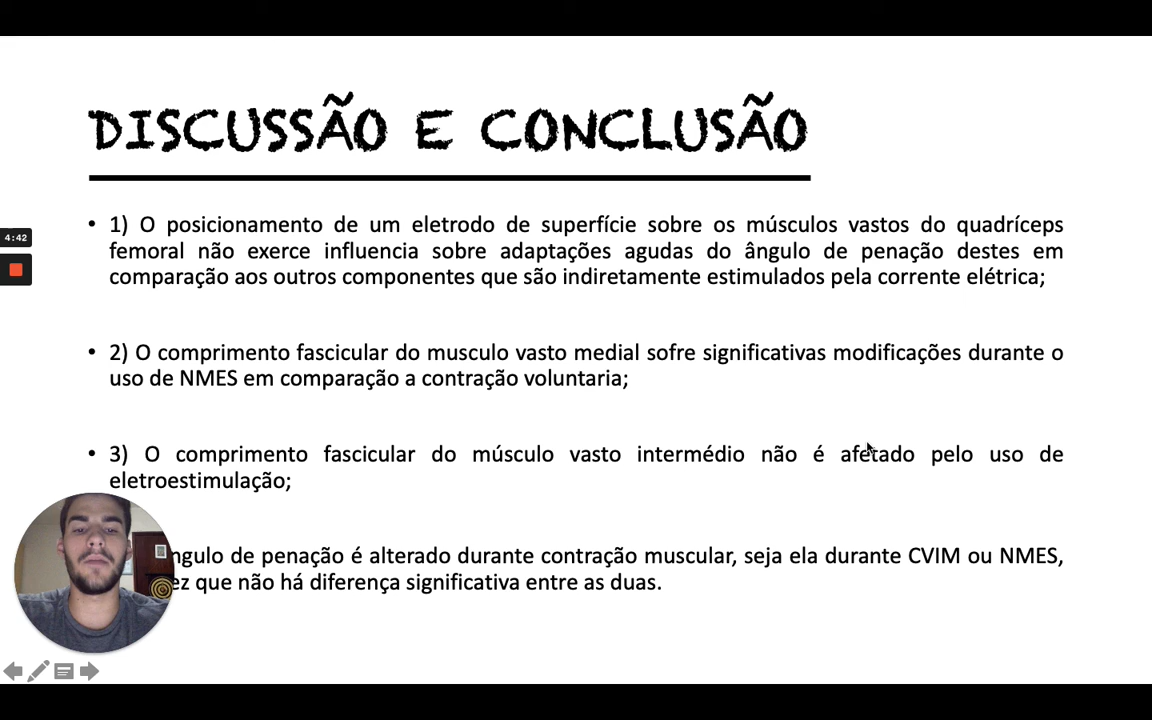 DISCUSSÃO E CONCLUSÃO
• 1) O posicionamento de um eletrodo de superfície sobre os músculos vastos do quadríceps
femoral não exerce influencia sobre adaptações agudas do ângulo de penação destes em
comparação aos outros componentes que são indiretamente estimulados pela corrente elétrica;
4:42
• 2) O comprimento fascicular do musculo vasto medial sofre significativas modificações durante o
uso de NMES em comparação a contração voluntaria;
• 3) O comprimento fascicular do músculo vasto intermédio não é afetado pelo uso de
eletroestimulação;
de penação é alterado durante contração muscular, seja ela durante CVIM ou NMES,
que não há diferença significativa entre as duas.